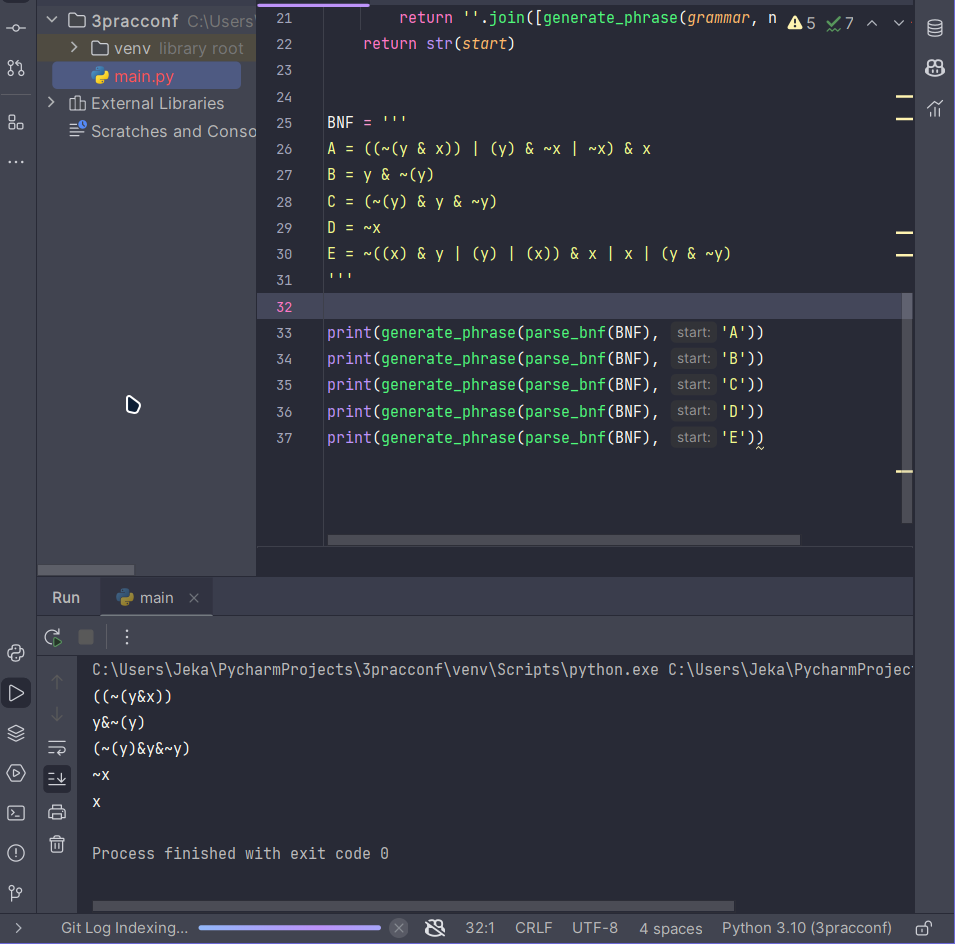 3pracconf C:\Users\
venv library root
main.py
External Libraries
Scratches and Conso
21 return ''.join([generate_phrase(grammar, n
5 7
22 return str(start)
23
24
25 BNF = '''
26 A = ((~(y & x)) | (y) & ~x | ~x) & x
27 B = y & ~(y)
28 C = (~(y) & y & ~y)
29 D = ~x
30 E = ~((x) & y | (y) | (x)) & x | x | (y & ~y)
31 '''
32
33 print(generate_phrase(parse_bnf(BNF), start: 'A'))
34 print(generate_phrase(parse_bnf(BNF), start: 'B'))
35 print(generate_phrase(parse_bnf(BNF), start: 'C'))
36 print(generate_phrase(parse_bnf(BNF), start: 'D'))
37 print(generate_phrase(parse_bnf(BNF), start: 'E'))
Run main
C:\Users\Jeka\PycharmProjects\3pracconf\venv\Scripts\python.exe C:\Users\Jeka\PycharmProject
((~(y&x))
y&~(y)
(~(y)&y&~y)
~x
x
Process finished with exit code 0
Git Log Indexing... 32:1 CRLF UTF-8 4 spaces Python 3.10 (3pracconf)